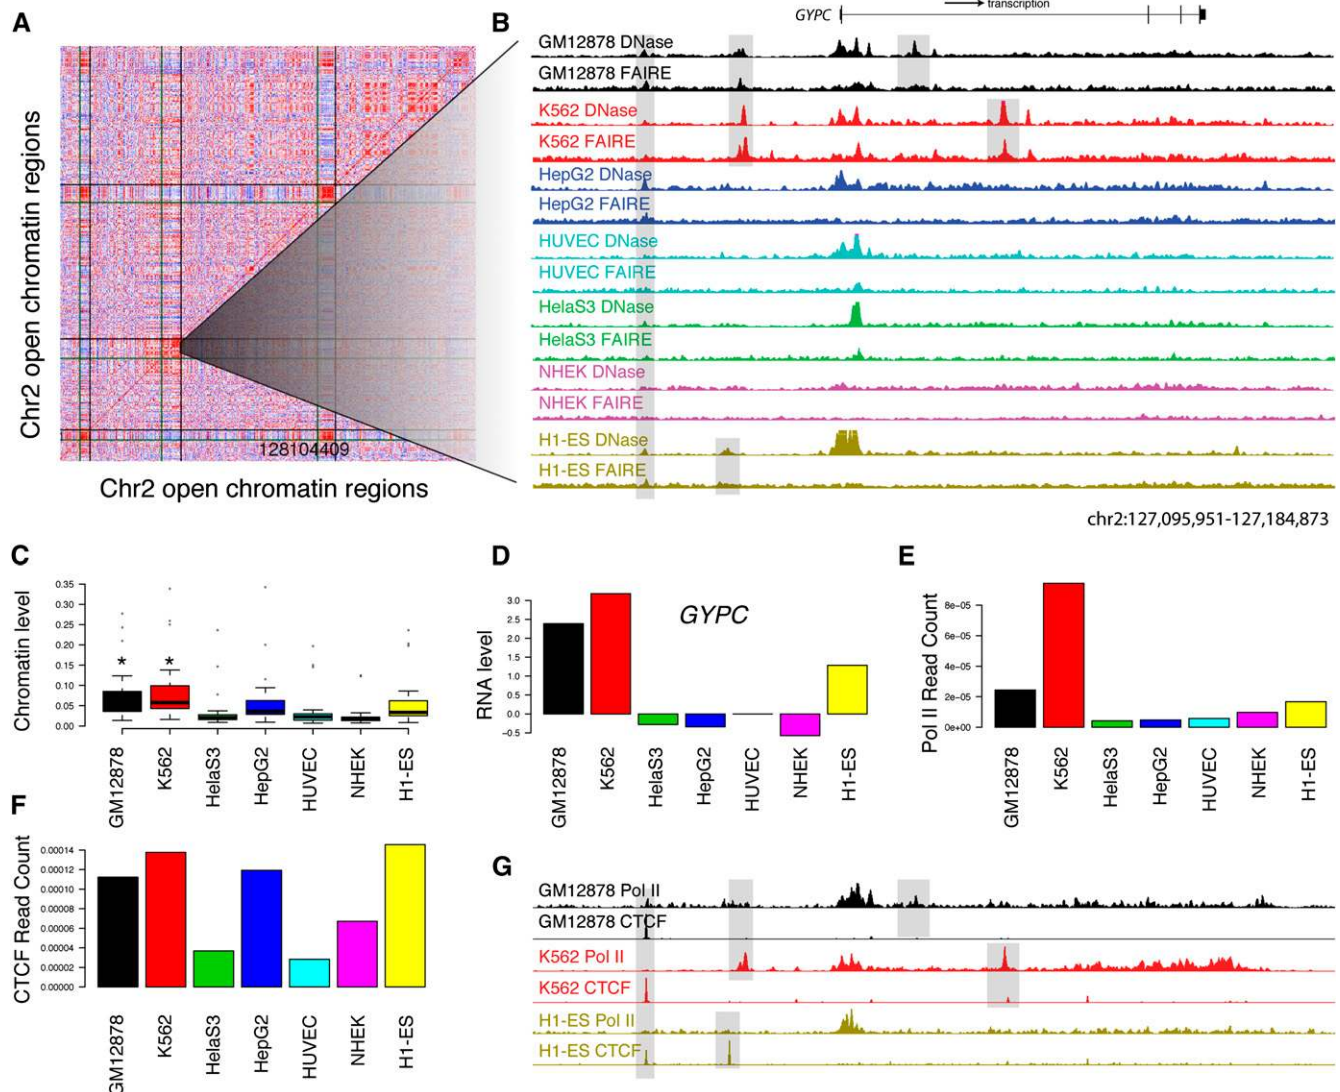 A
Chr2 open chromatin regions
128104409
Chr2 open chromatin regions
B
GYPC
transcription
GM12878 DNase
GM12878 FAIRE
K562 DNase
K562 FAIRE
HepG2 DNase
HepG2 FAIRE
HUVEC DNase
HUVEC FAIRE
HelaS3 DNase
HelaS3 FAIRE
NHEK DNase
NHEK FAIRE
H1-ES DNase
H1-ES FAIRE
chr2:127,095,951-127,184,873
C
Chromatin level
0.35
0.30
0.25
0.20
0.15
0.10
0.05
0.00
* *
GM12878
K562
HelaS3
HepG2
HUVEC
NHEK
H1-ES
D
GYPC
RNA level
3.0
2.5
2.0
1.5
1.0
0.5
0.0
−0.5
GM12878
K562
HelaS3
HepG2
HUVEC
NHEK
H1-ES
E
Pol II Read Count
8e−05
6e−05
4e−05
2e−05
0e+00
GM12878
K562
HelaS3
HepG2
HUVEC
NHEK
H1-ES
F
CTCF Read Count
0.00014
0.00012
0.00010
0.00008
0.00006
0.00004
0.00002
0.00000
GM12878
K562
HelaS3
HepG2
HUVEC
NHEK
H1-ES
G
GM12878 Pol II
GM12878 CTCF
K562 Pol II
K562 CTCF
H1-ES Pol II
H1-ES CTCF